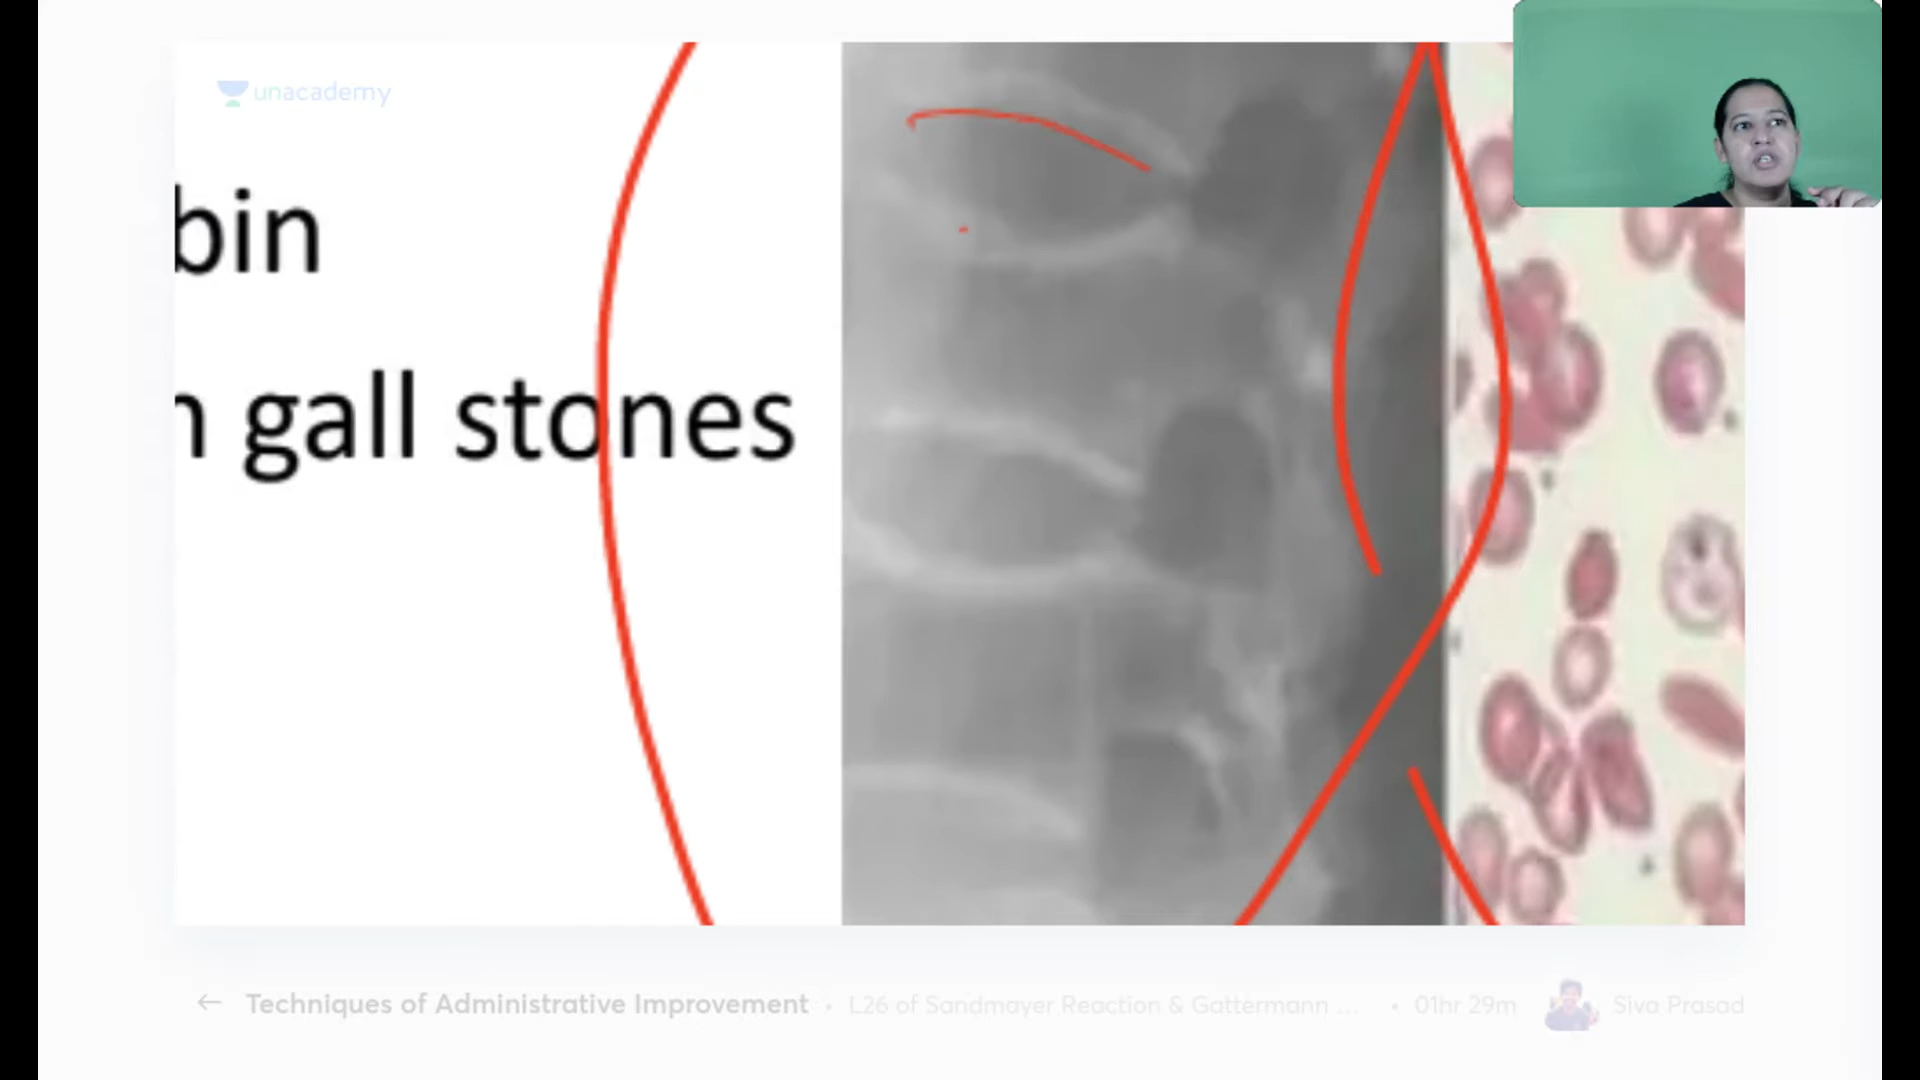 unacademy
bin
n gall stones
Techniques of Administrative Improvement • L26 of Sandmayer Reaction & Gattermann ... • 01hr 29m Siva Prasad